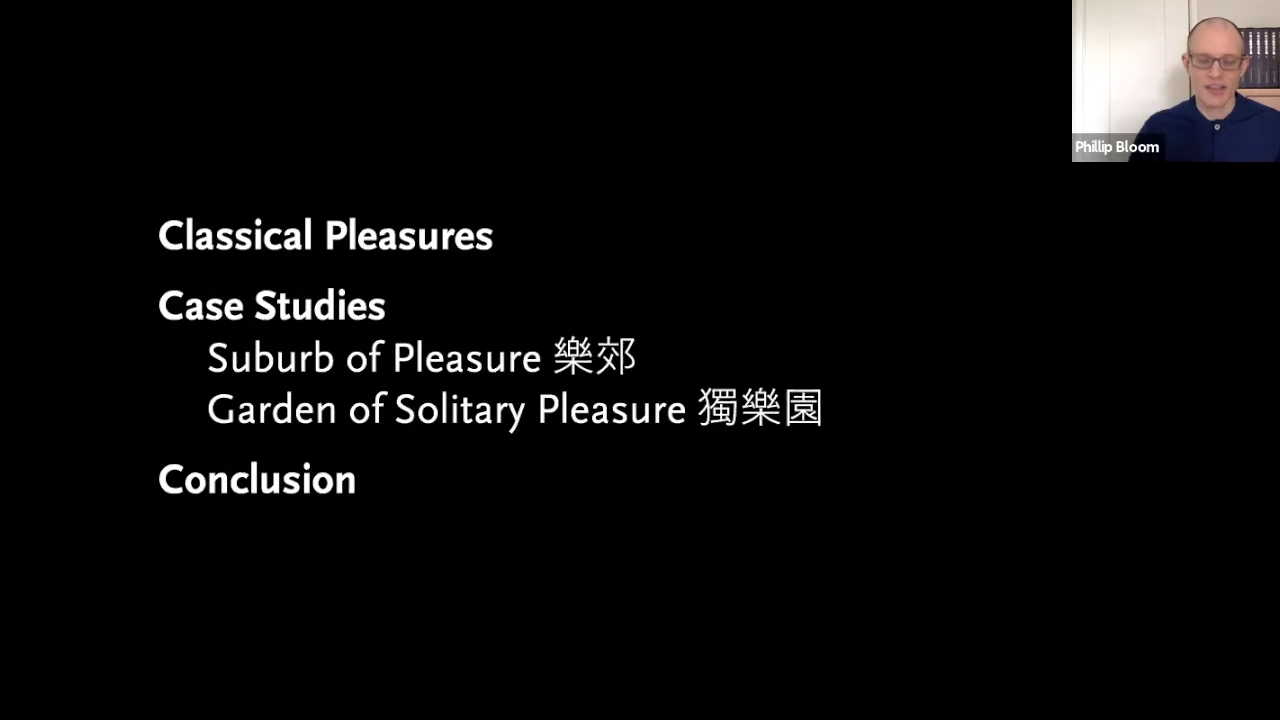 Phillip Bloom
Classical Pleasures
Case Studies
Suburb of Pleasure 樂郊
Garden of Solitary Pleasure 獨樂園
Conclusion